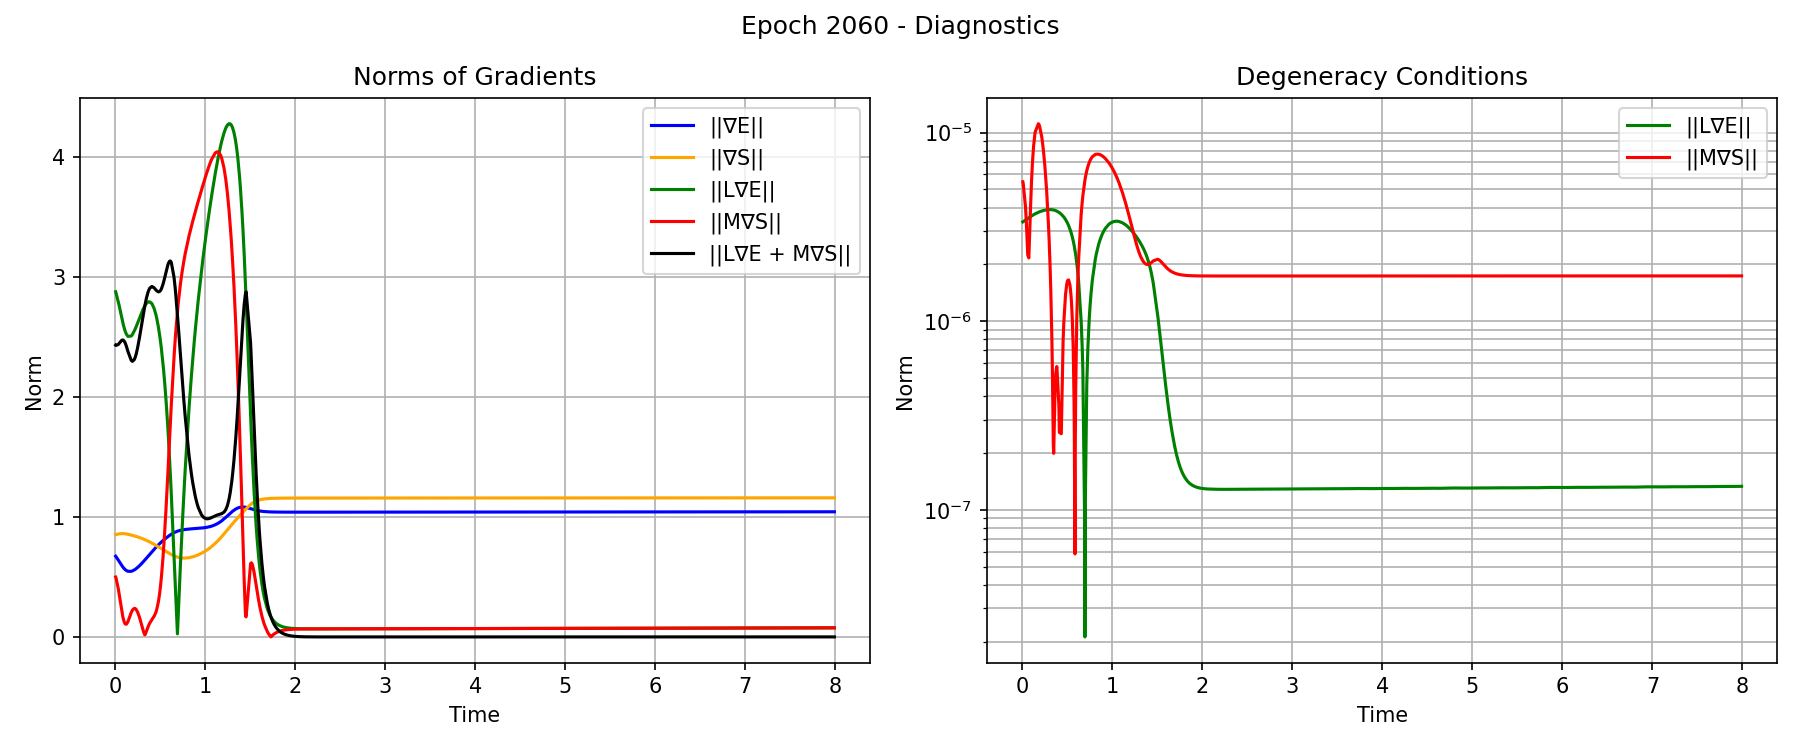 Epoch 2060 - Diagnostics
Norms of Gradients
Norm
4
3
2
1
0
||∇E||
||∇S||
||L∇E||
||M∇S||
||L∇E + M∇S||
0 1 2 3 4 5 6 7 8
Time
Degeneracy Conditions
Norm
10⁻⁵
10⁻⁶
10⁻⁷
||L∇E||
||M∇S||
0 1 2 3 4 5 6 7 8
Time